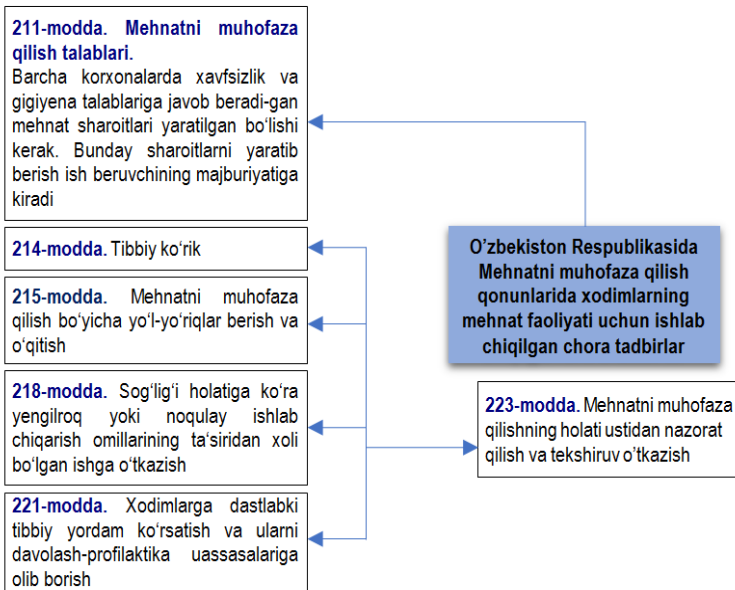 211-modda. Mehnatni muhofaza
qilish talablari.
Barcha korxonalarda xavfsizlik va
gigiyena talablariga javob beradi-gan
mehnat sharoitlari yaratilgan bo‘lishi
kerak. Bunday sharoitlarni yaratib
berish ish beruvchining majburiyatiga
kiradi
214-modda. Tibbiy ko‘rik
215-modda. Mehnatni muhofaza
qilish bo‘yicha yo‘l-yo‘riqlar berish va
o‘qitish
218-modda. Sog‘lig‘i holatiga ko‘ra
yengilroq yoki noqulay ishlab
chiqarish omillarining ta‘siridan xoli
bo‘lgan ishga o‘tkazish
221-modda. Xodimlarga dastlabki
tibbiy yordam ko‘rsatish va ularni
davolash-profilaktika uassasalariga
olib borish
O’zbekiston Respublikasida
Mehnatni muhofaza qilish
qonunlarida xodimlarning
mehnat faoliyati uchun ishlab
chiqilgan chora tadbirlar
223-modda. Mehnatni muhofaza
qilishning holati ustidan nazorat
qilish va tekshiruv o’tkazish